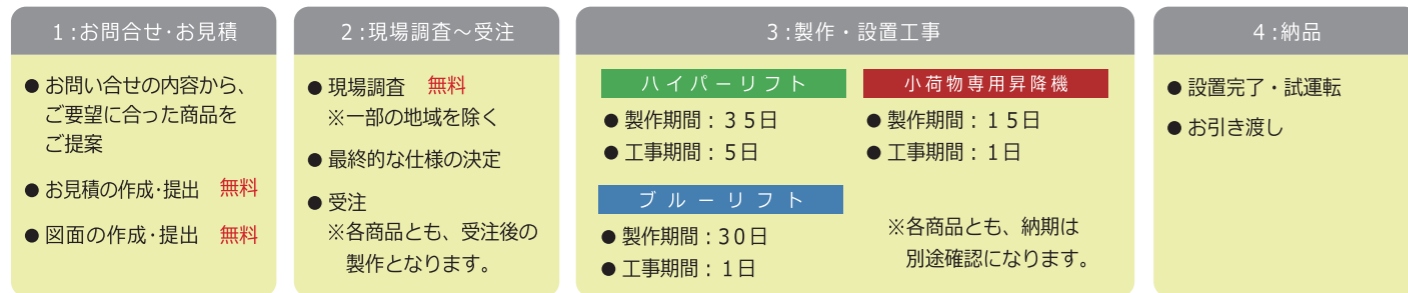 1:お問合せ･お見積
● お問い合せの内容から、
ご要望に合った商品を
ご提案
● お見積の作成･提出 無料
● 図面の作成･提出 無料
2:現場調査～受注
● 現場調査 無料
※一部の地域を除く
● 最終的な仕様の決定
● 受注
※各商品とも、受注後の
製作となります。
3:製作・設置工事
ハイパーリフト
● 製作期間：35日
● 工事期間：5日
小荷物専用昇降機
● 製作期間：15日
● 工事期間：1日
ブルーリフト
● 製作期間：30日
● 工事期間：1日
※各商品とも、納期は
別途確認になります。
4:納品
● 設置完了・試運転
● お引き渡し